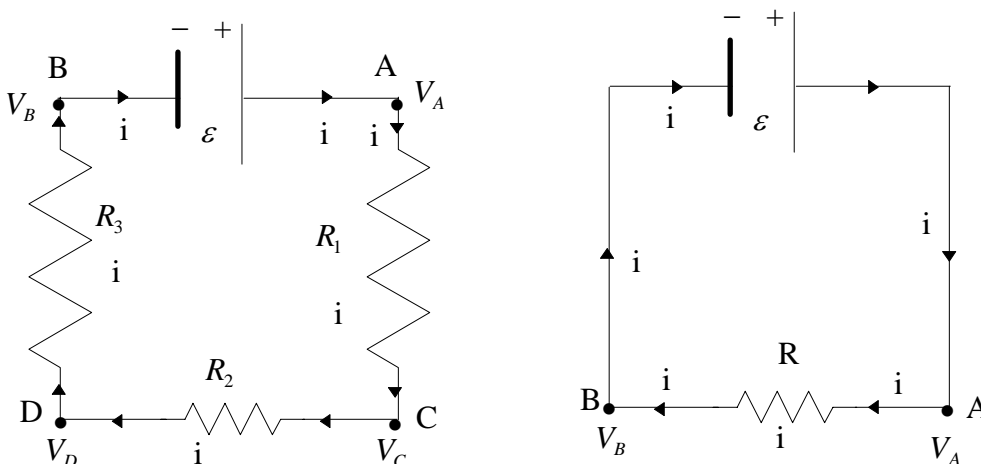 − +
B A
V_B V_A
i ε i i
R_3 R_1
i i
R_2
D C
i
V_D V_C
− +
i ε
i i
R
i i
B A
i
V_B V_A